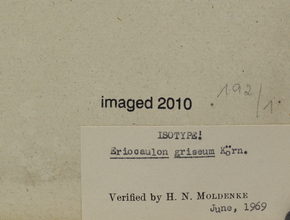 192/1.
imaged 2010
ISOTYPE!
Eriocaulon griseum Körn.
Verified by H. N. MOLDENKE
June, 1969